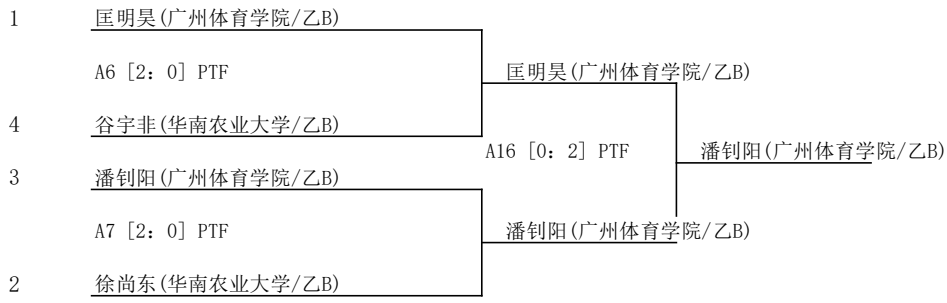 1 匡明昊(广州体育学院/乙B)
A6 [2: 0] PTF
匡明昊(广州体育学院/乙B)
4 谷宇非(华南农业大学/乙B)
A16 [0: 2] PTF
潘钊阳(广州体育学院/乙B)
3 潘钊阳(广州体育学院/乙B)
A7 [2: 0] PTF
潘钊阳(广州体育学院/乙B)
2 徐尚东(华南农业大学/乙B)